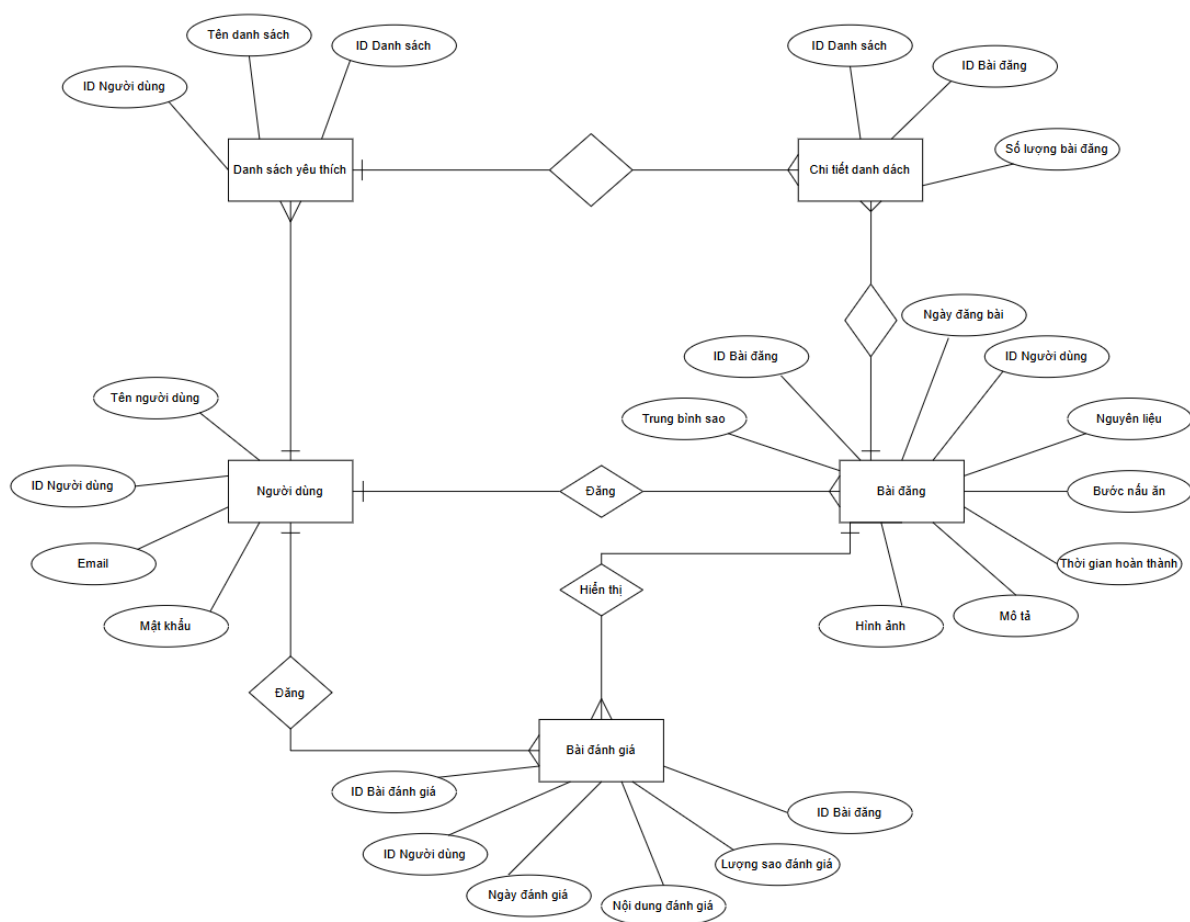 Tên danh sách
ID Danh sách
ID Người dùng
ID Danh sách
ID Bài đăng
Số lượng bài đăng
Danh sách yêu thích
Chi tiết danh dách
Ngày đăng bài
ID Bài đăng
ID Người dùng
Tên người dùng
Trung bình sao
Nguyên liệu
ID Người dùng
Người dùng
Đăng
Bài đăng
Bước nấu ăn
Email
Hiển thị
Thời gian hoàn thành
Mật khẩu
Hình ảnh
Mô tả
Đăng
Bài đánh giá
ID Bài đánh giá
ID Bài đăng
ID Người dùng
Lượng sao đánh giá
Ngày đánh giá
Nội dung đánh giá